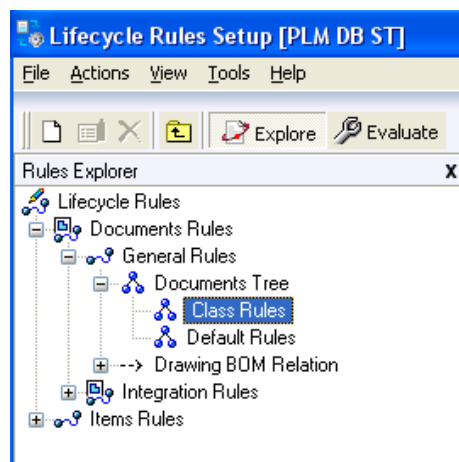 Lifecycle Rules Setup [PLM DB ST]
File Actions View Tools Help
Explore Evaluate
Rules Explorer X
Lifecycle Rules
Documents Rules
General Rules
Documents Tree
Class Rules
Default Rules
Drawing BOM Relation
Integration Rules
Items Rules